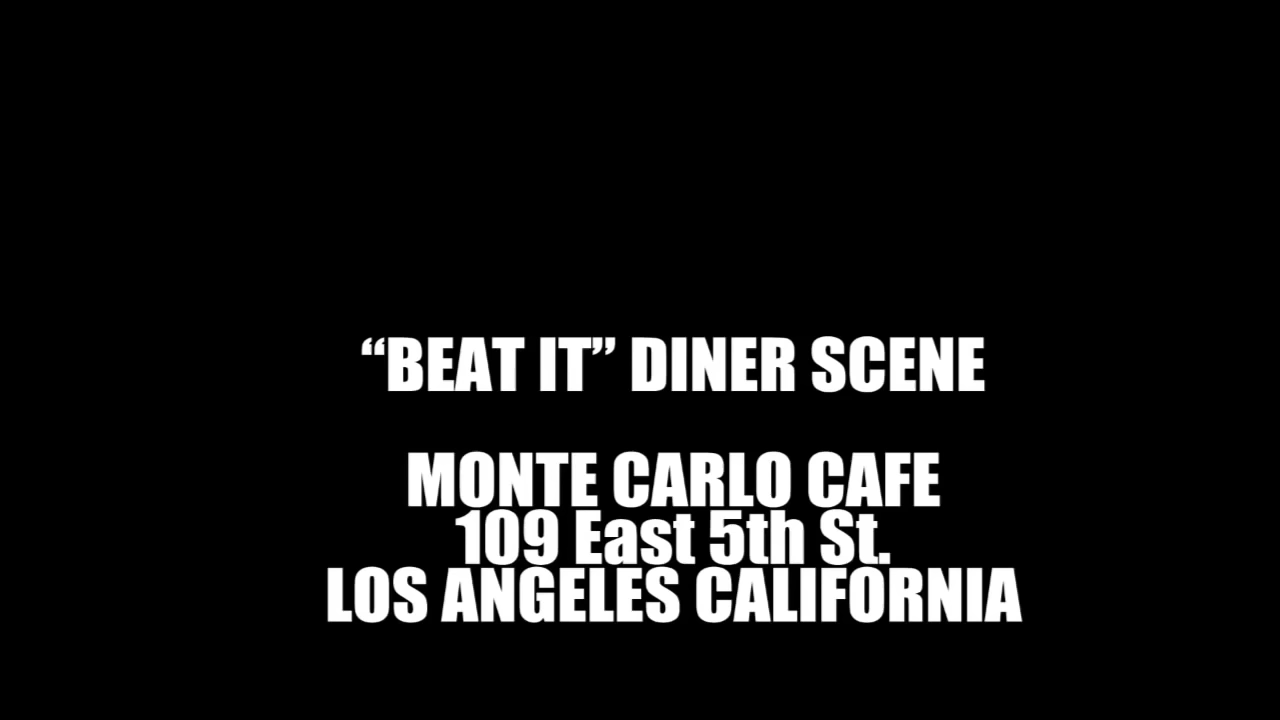 “BEAT IT” DINER SCENE
MONTE CARLO CAFE
109 East 5th St.
LOS ANGELES CALIFORNIA